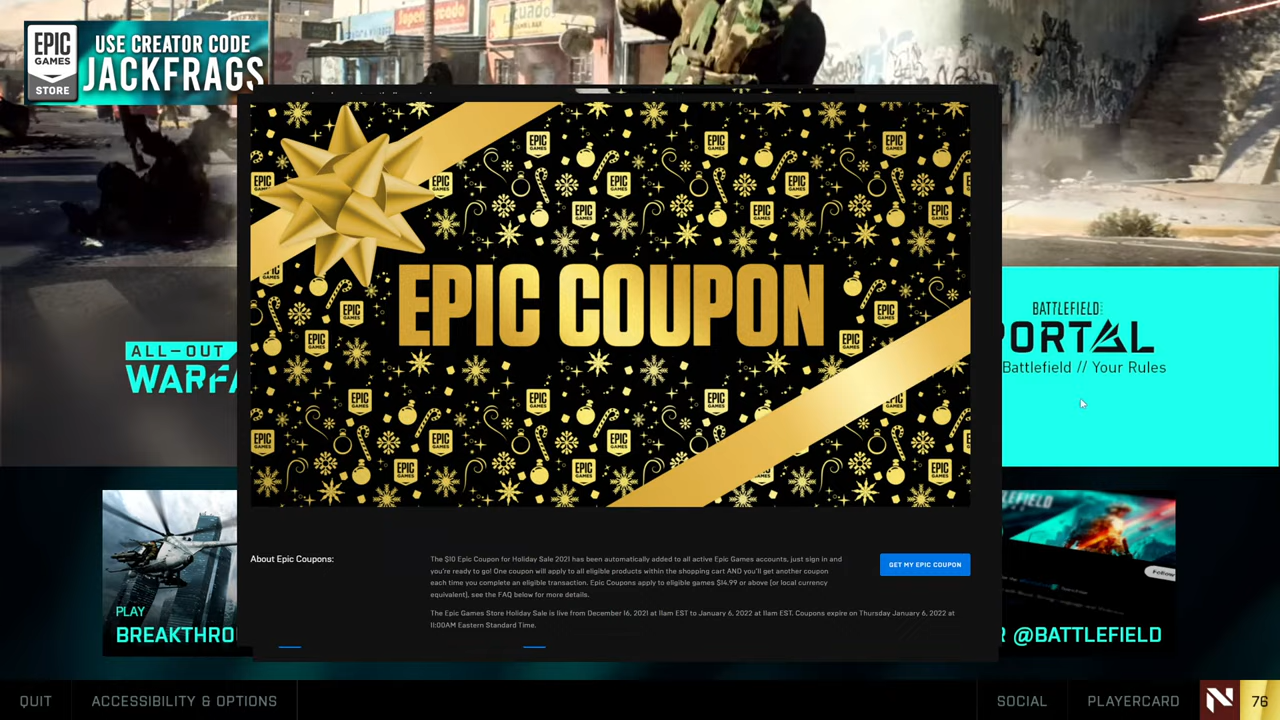 EPIC
GAMES
STORE
USE CREATOR CODE
JACKFRAGS
EPIC COUPON
ALL-OUT
WARFA
BATTLEFIELD
PORTAL
Battlefield // Your Rules
About Epic Coupons:
The $10 Epic Coupon for Holiday Sale 2021 has been automatically added to all active Epic Games accounts, just sign in and
you're ready to go! One coupon will apply to all eligible products within the shopping cart AND you'll get another coupon
each time you complete an eligible transaction. Epic Coupons apply to eligible games $14.99 or above (or local currency
equivalent), see the FAQ below for more details.
The Epic Games Store Holiday Sale is live from December 16, 2021 at 11am EST to January 6, 2022 at 11am EST. Coupons expire on Thursday January 6, 2022 at
11:00AM Eastern Standard Time.
GET MY EPIC COUPON
PLAY
BREAKTHRO
R @BATTLEFIELD
QUIT
ACCESSIBILITY & OPTIONS
SOCIAL
PLAYERCARD
76